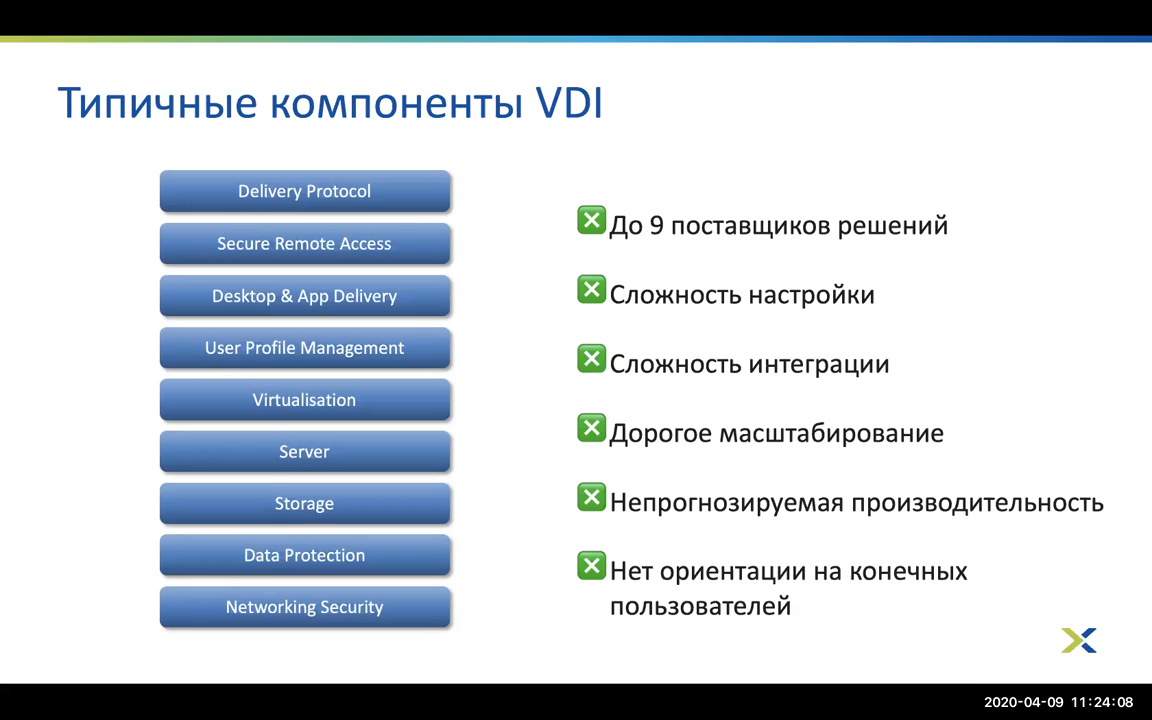 Типичные компоненты VDI
Delivery Protocol
Secure Remote Access
Desktop & App Delivery
User Profile Management
Virtualisation
Server
Storage
Data Protection
Networking Security
До 9 поставщиков решений
Сложность настройки
Сложность интеграции
Дорогое масштабирование
Непрогнозируемая производительность
Нет ориентации на конечных
пользователей
2020-04-09 11:24:08